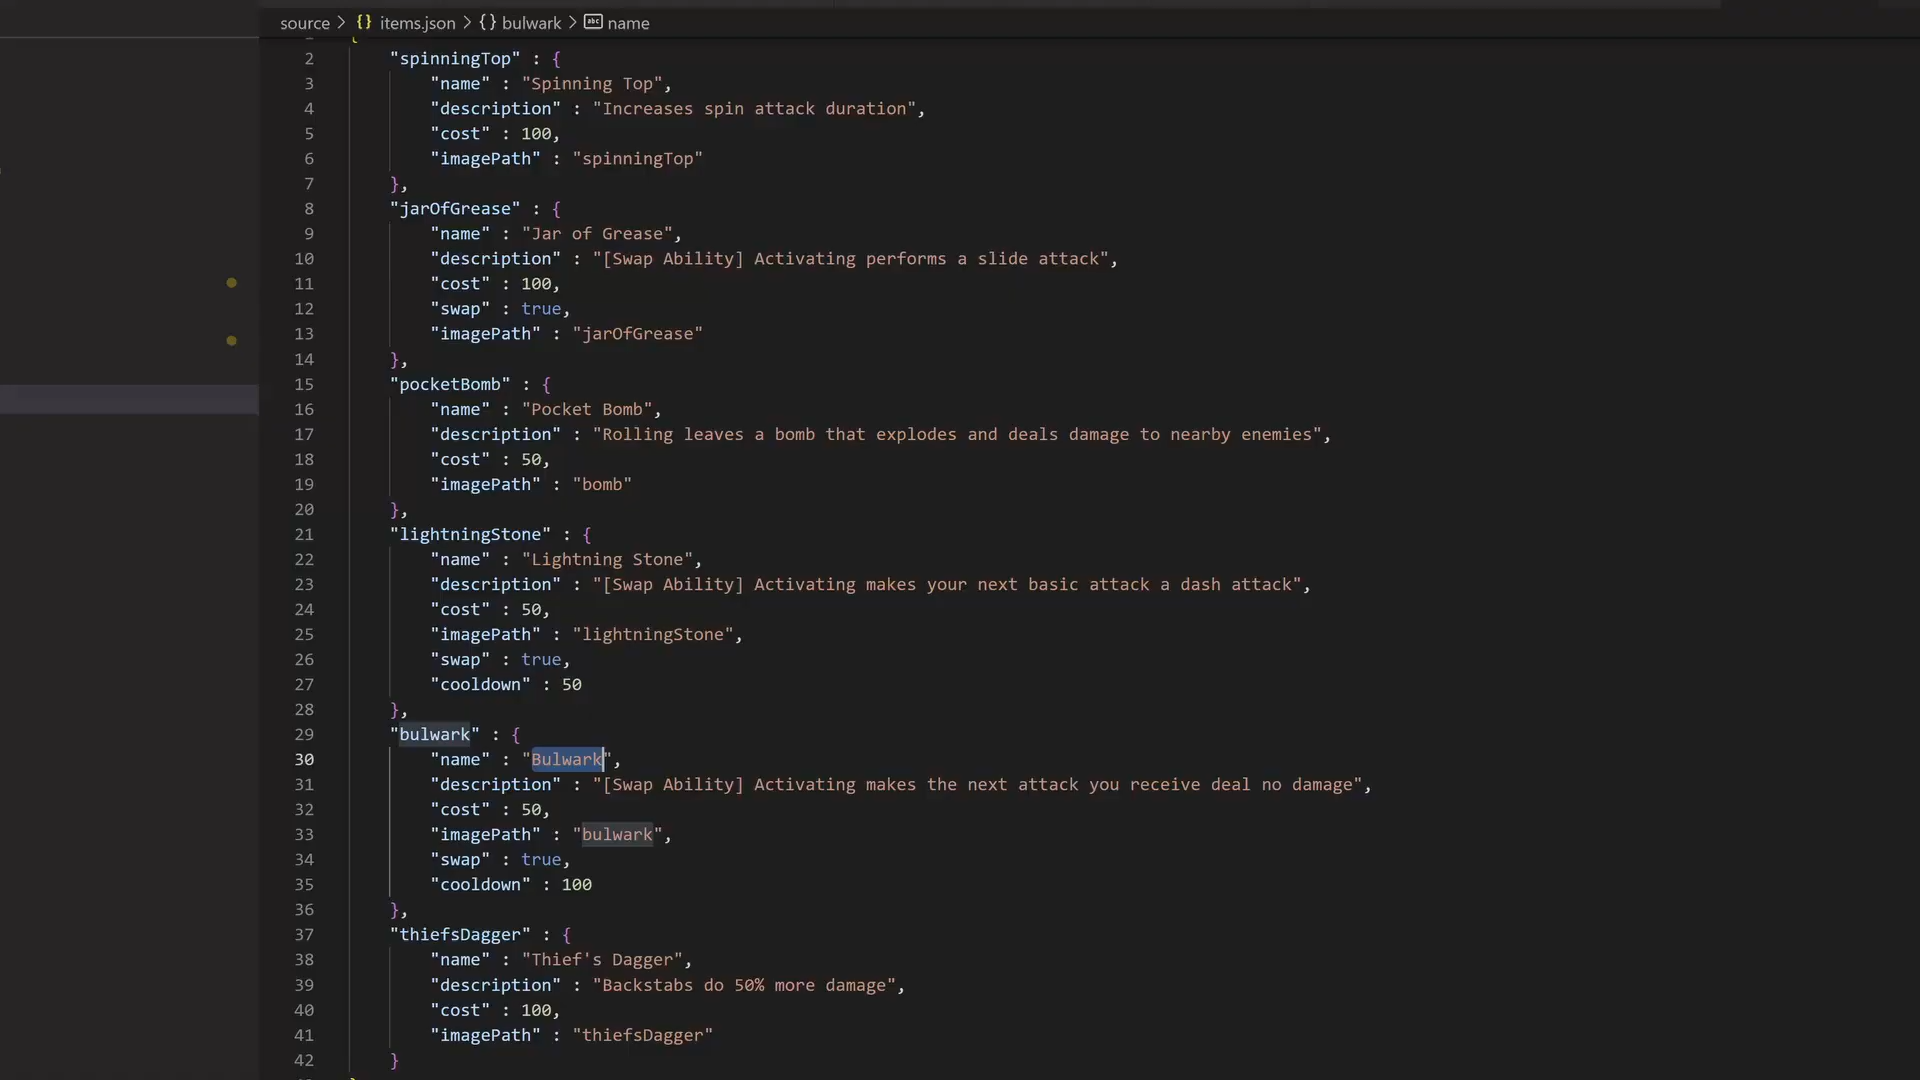 source > {} items.json > {} bulwark > abc name
1 {
2 "spinningTop" : {
3 "name" : "Spinning Top",
4 "description" : "Increases spin attack duration",
5 "cost" : 100,
6 "imagePath" : "spinningTop"
7 },
8 "jarOfGrease" : {
9 "name" : "Jar of Grease",
10 "description" : "[Swap Ability] Activating performs a slide attack",
11 "cost" : 100,
12 "swap" : true,
13 "imagePath" : "jarOfGrease"
14 },
15 "pocketBomb" : {
16 "name" : "Pocket Bomb",
17 "description" : "Rolling leaves a bomb that explodes and deals damage to nearby enemies",
18 "cost" : 50,
19 "imagePath" : "bomb"
20 },
21 "lightningStone" : {
22 "name" : "Lightning Stone",
23 "description" : "[Swap Ability] Activating makes your next basic attack a dash attack",
24 "cost" : 50,
25 "imagePath" : "lightningStone",
26 "swap" : true,
27 "cooldown" : 50
28 },
29 "bulwark" : {
30 "name" : "Bulwark",
31 "description" : "[Swap Ability] Activating makes the next attack you receive deal no damage",
32 "cost" : 50,
33 "imagePath" : "bulwark",
34 "swap" : true,
35 "cooldown" : 100
36 },
37 "thiefsDagger" : {
38 "name" : "Thief's Dagger",
39 "description" : "Backstabs do 50% more damage",
40 "cost" : 100,
41 "imagePath" : "thiefsDagger"
42 }